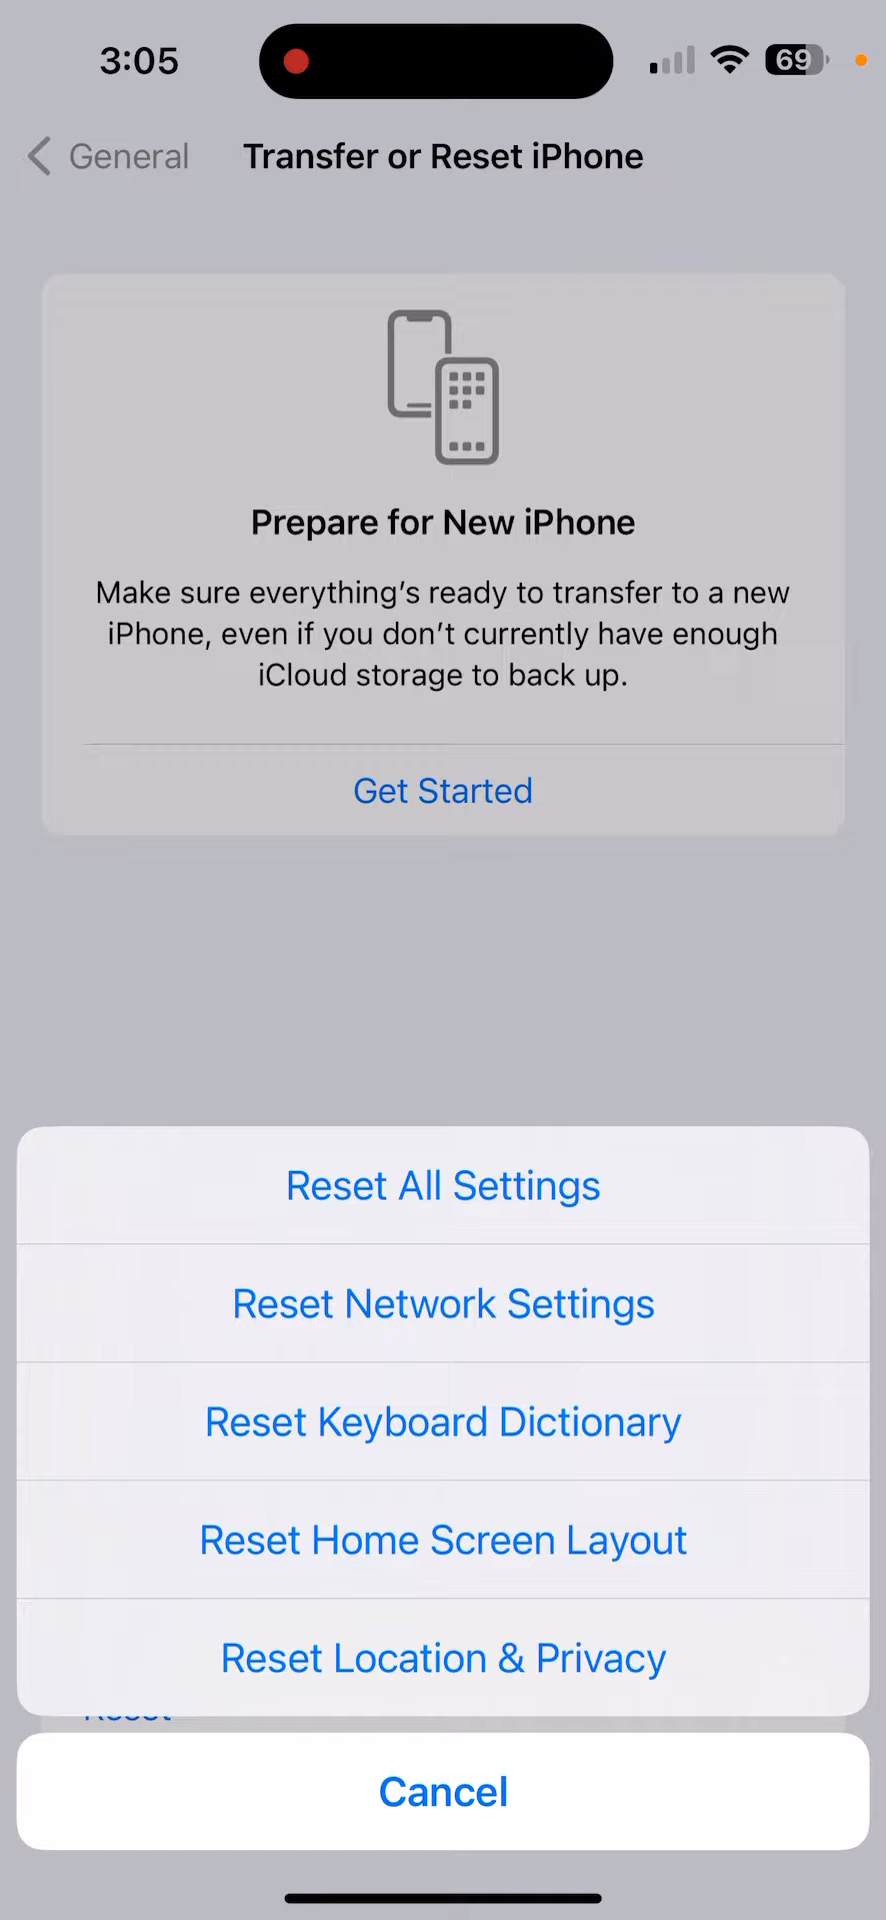 3:05
69
General
Transfer or Reset iPhone
Prepare for New iPhone
Make sure everything's ready to transfer to a new
iPhone, even if you don't currently have enough
iCloud storage to back up.
Get Started
Reset All Settings
Reset Network Settings
Reset Keyboard Dictionary
Reset Home Screen Layout
Reset Location & Privacy
Reset
Cancel